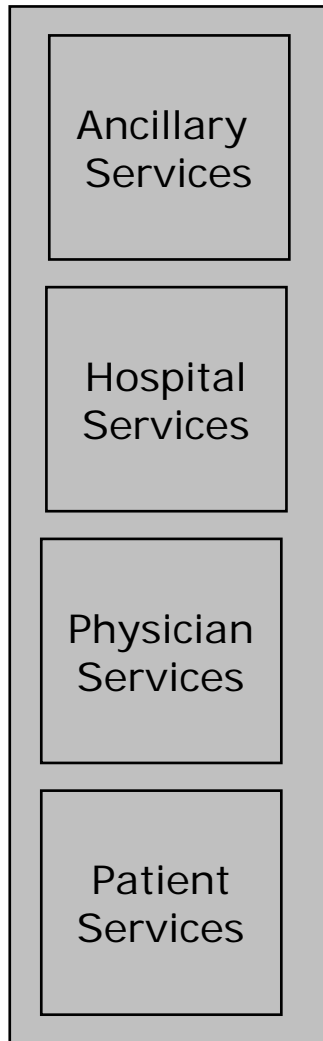 Ancillary
Services
Hospital
Services
Physician
Services
Patient
Services